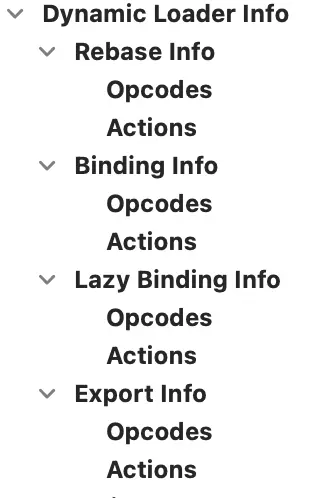 Dynamic Loader Info
Rebase Info
Opcodes
Actions
Binding Info
Opcodes
Actions
Lazy Binding Info
Opcodes
Actions
Export Info
Opcodes
Actions